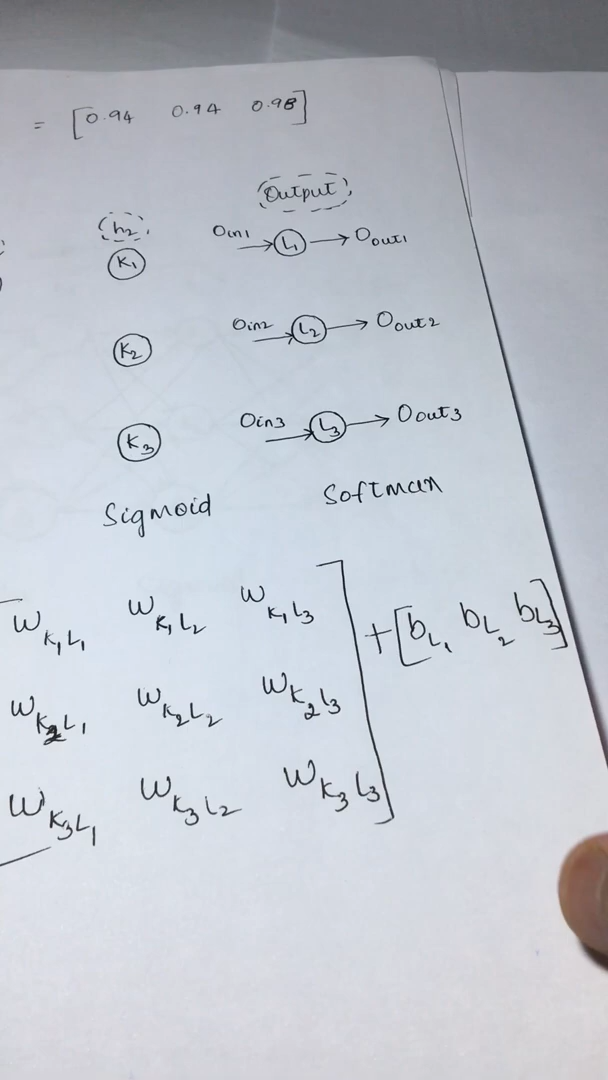 = [0.94 0.94 0.98]
Output
h2
Oin1 L1 Oout1
K1
Oin2 L2 Oout2
K2
Oin3 L3 Oout3
K3
Sigmoid Softmax
WK1L1 WK1L2 WK1L3
+ [bL1 bL2 bL3]
WK2L1 WK2L2 WK2L3
WK3L1 WK3L2 WK3L3]